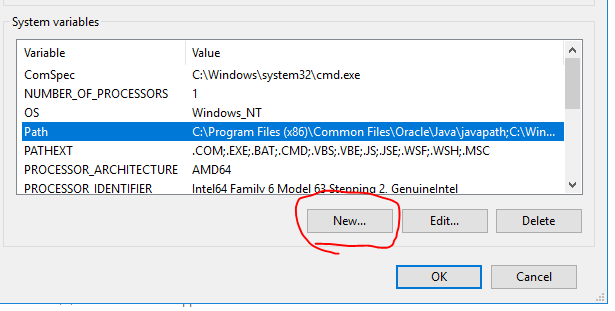 System variables
Variable Value
ComSpec C:\Windows\system32\cmd.exe
NUMBER_OF_PROCESSORS 1
OS Windows_NT
Path C:\Program Files (x86)\Common Files\Oracle\Java\javapath;C:\Win...
PATHEXT .COM;.EXE;.BAT;.CMD;.VBS;.VBE;.JS;.JSE;.WSF;.WSH;.MSC
PROCESSOR_ARCHITECTURE AMD64
PROCESSOR_IDENTIFIER Intel64 Family 6 Model 63 Stepping 2, GenuineIntel
New... Edit... Delete
OK Cancel